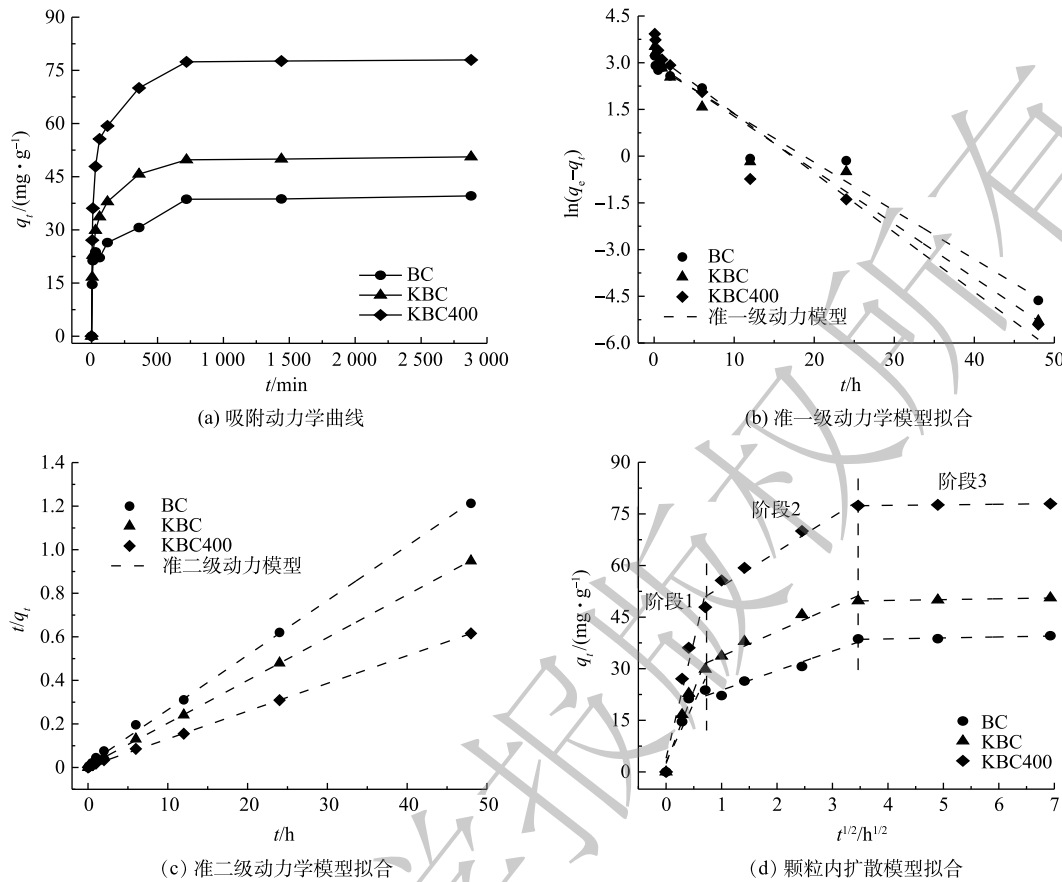 90
75
60
45
30
15
0
q_t/(mg·g⁻¹)
BC
KBC
KBC400
0 500 1 000 1 500 2 000 2 500 3 000
t/min
(a) 吸附动力学曲线
4.5
3.0
1.5
0
-1.5
-3.0
-4.5
-6.0
ln(q_e−q_t)
BC
KBC
KBC400
准一级动力模型
0 10 20 30 40 50
t/h
(b) 准一级动力学模型拟合
1.4
1.2
1.0
0.8
0.6
0.4
0.2
0
t/q_t
BC
KBC
KBC400
准二级动力模型
0 10 20 30 40 50
t/h
(c) 准二级动力学模型拟合
90
75
60
45
30
15
0
q_t/(mg·g⁻¹)
阶段1
阶段2
阶段3
BC
KBC
KBC400
0 1 2 3 4 5 6 7
t^{1/2}/h^{1/2}
(d) 颗粒内扩散模型拟合
学报版权所有